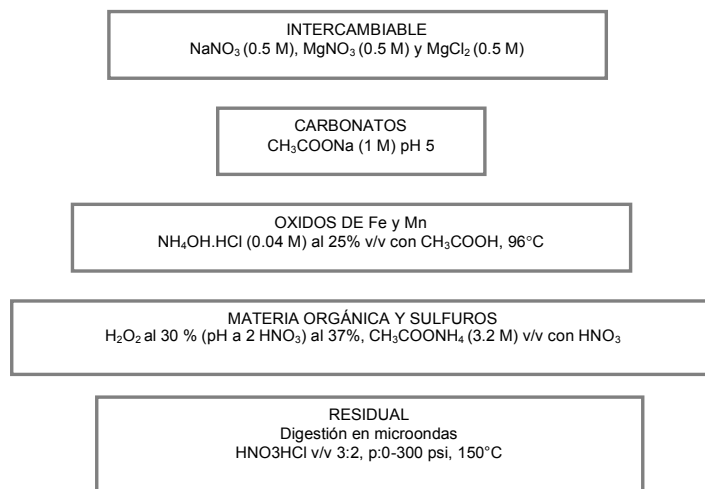 INTERCAMBIABLE
NaNO₃ (0.5 M), MgNO₃ (0.5 M) y MgCl₂ (0.5 M)
CARBONATOS
CH₃COONa (1 M) pH 5
OXIDOS DE Fe y Mn
NH₄OH.HCl (0.04 M) al 25% v/v con CH₃COOH, 96°C
MATERIA ORGÁNICA Y SULFUROS
H₂O₂ al 30 % (pH a 2 HNO₃) al 37%, CH₃COONH₄ (3.2 M) v/v con HNO₃
RESIDUAL
Digestión en microondas
HNO3HCl v/v 3:2, p:0-300 psi, 150°C